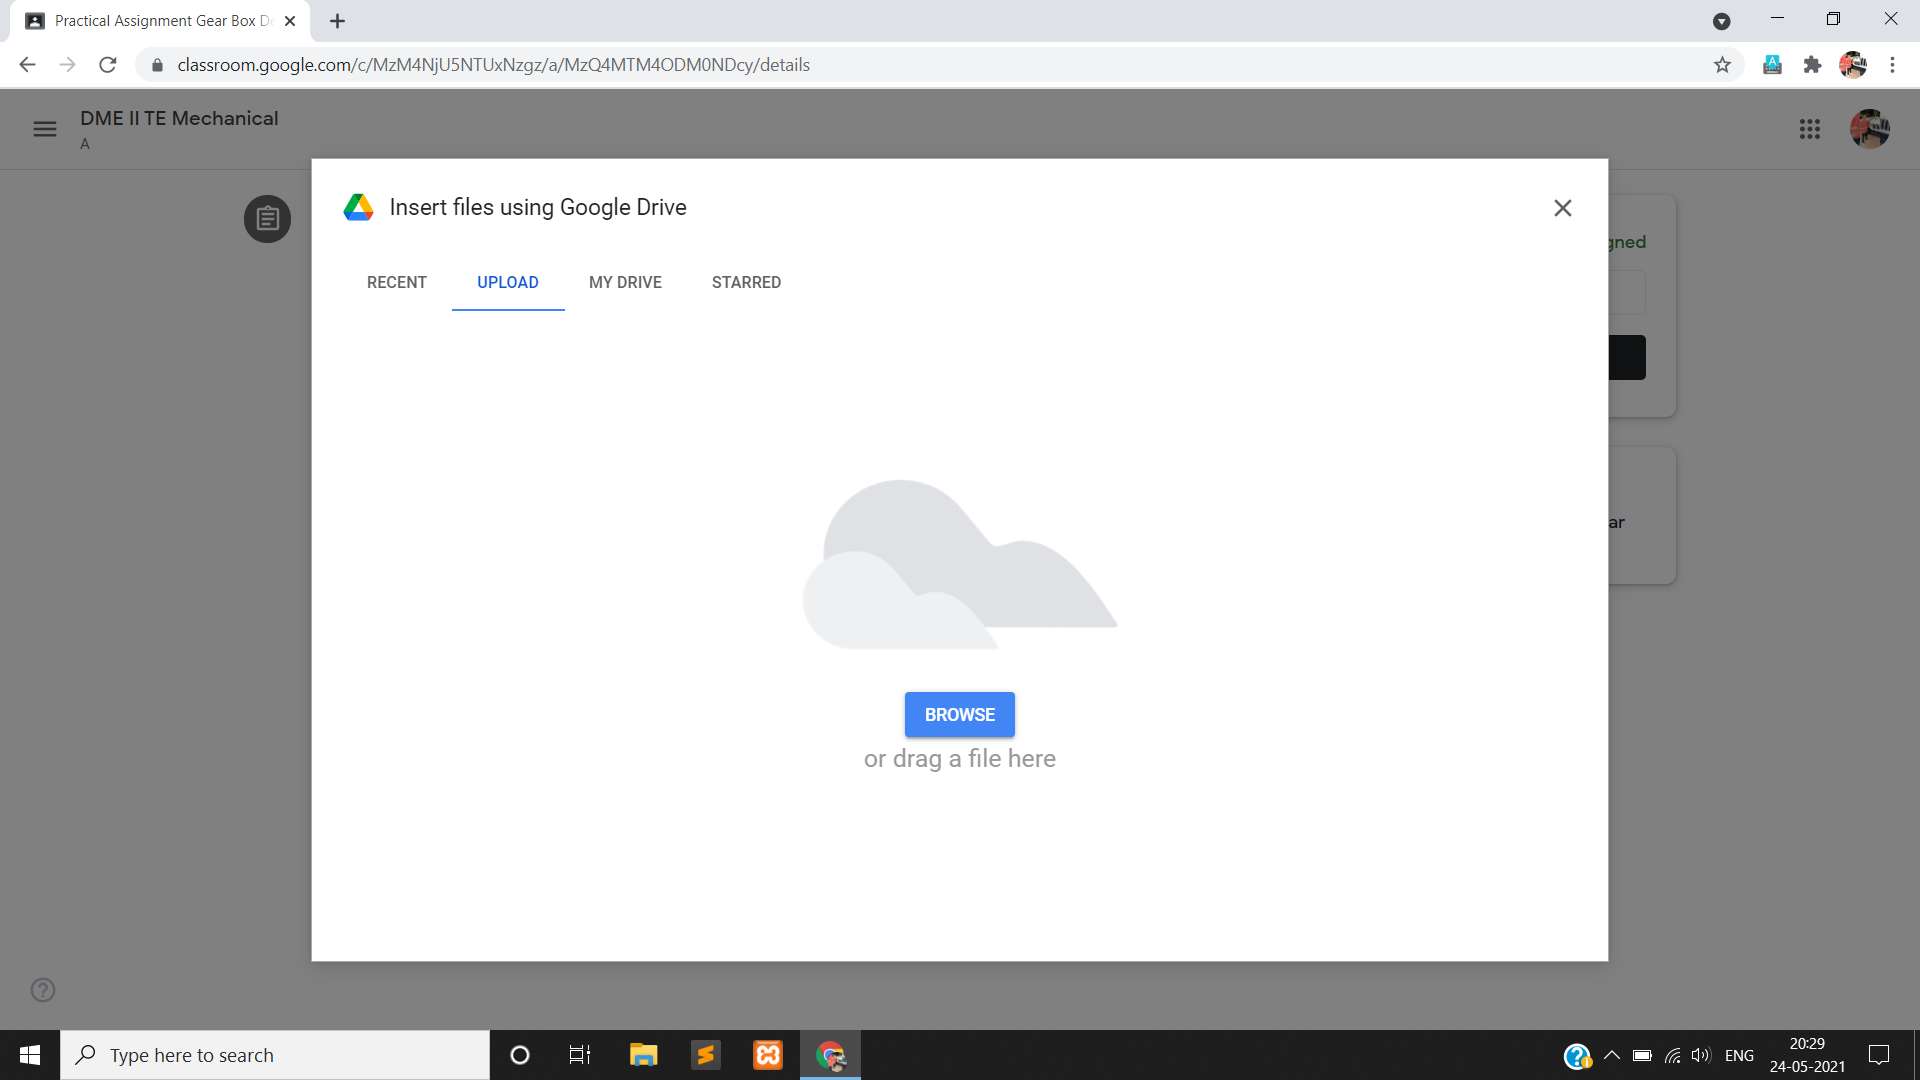 Practical Assignment Gear Box D
classroom.google.com/c/MzM4NjU5NTUxNzgz/a/MzQ4MTM4ODM0NDcy/details
DME II TE Mechanical
A
Insert files using Google Drive
gned
RECENT UPLOAD MY DRIVE STARRED
ar
BROWSE
or drag a file here
Type here to search
ENG
20:29
24-05-2021